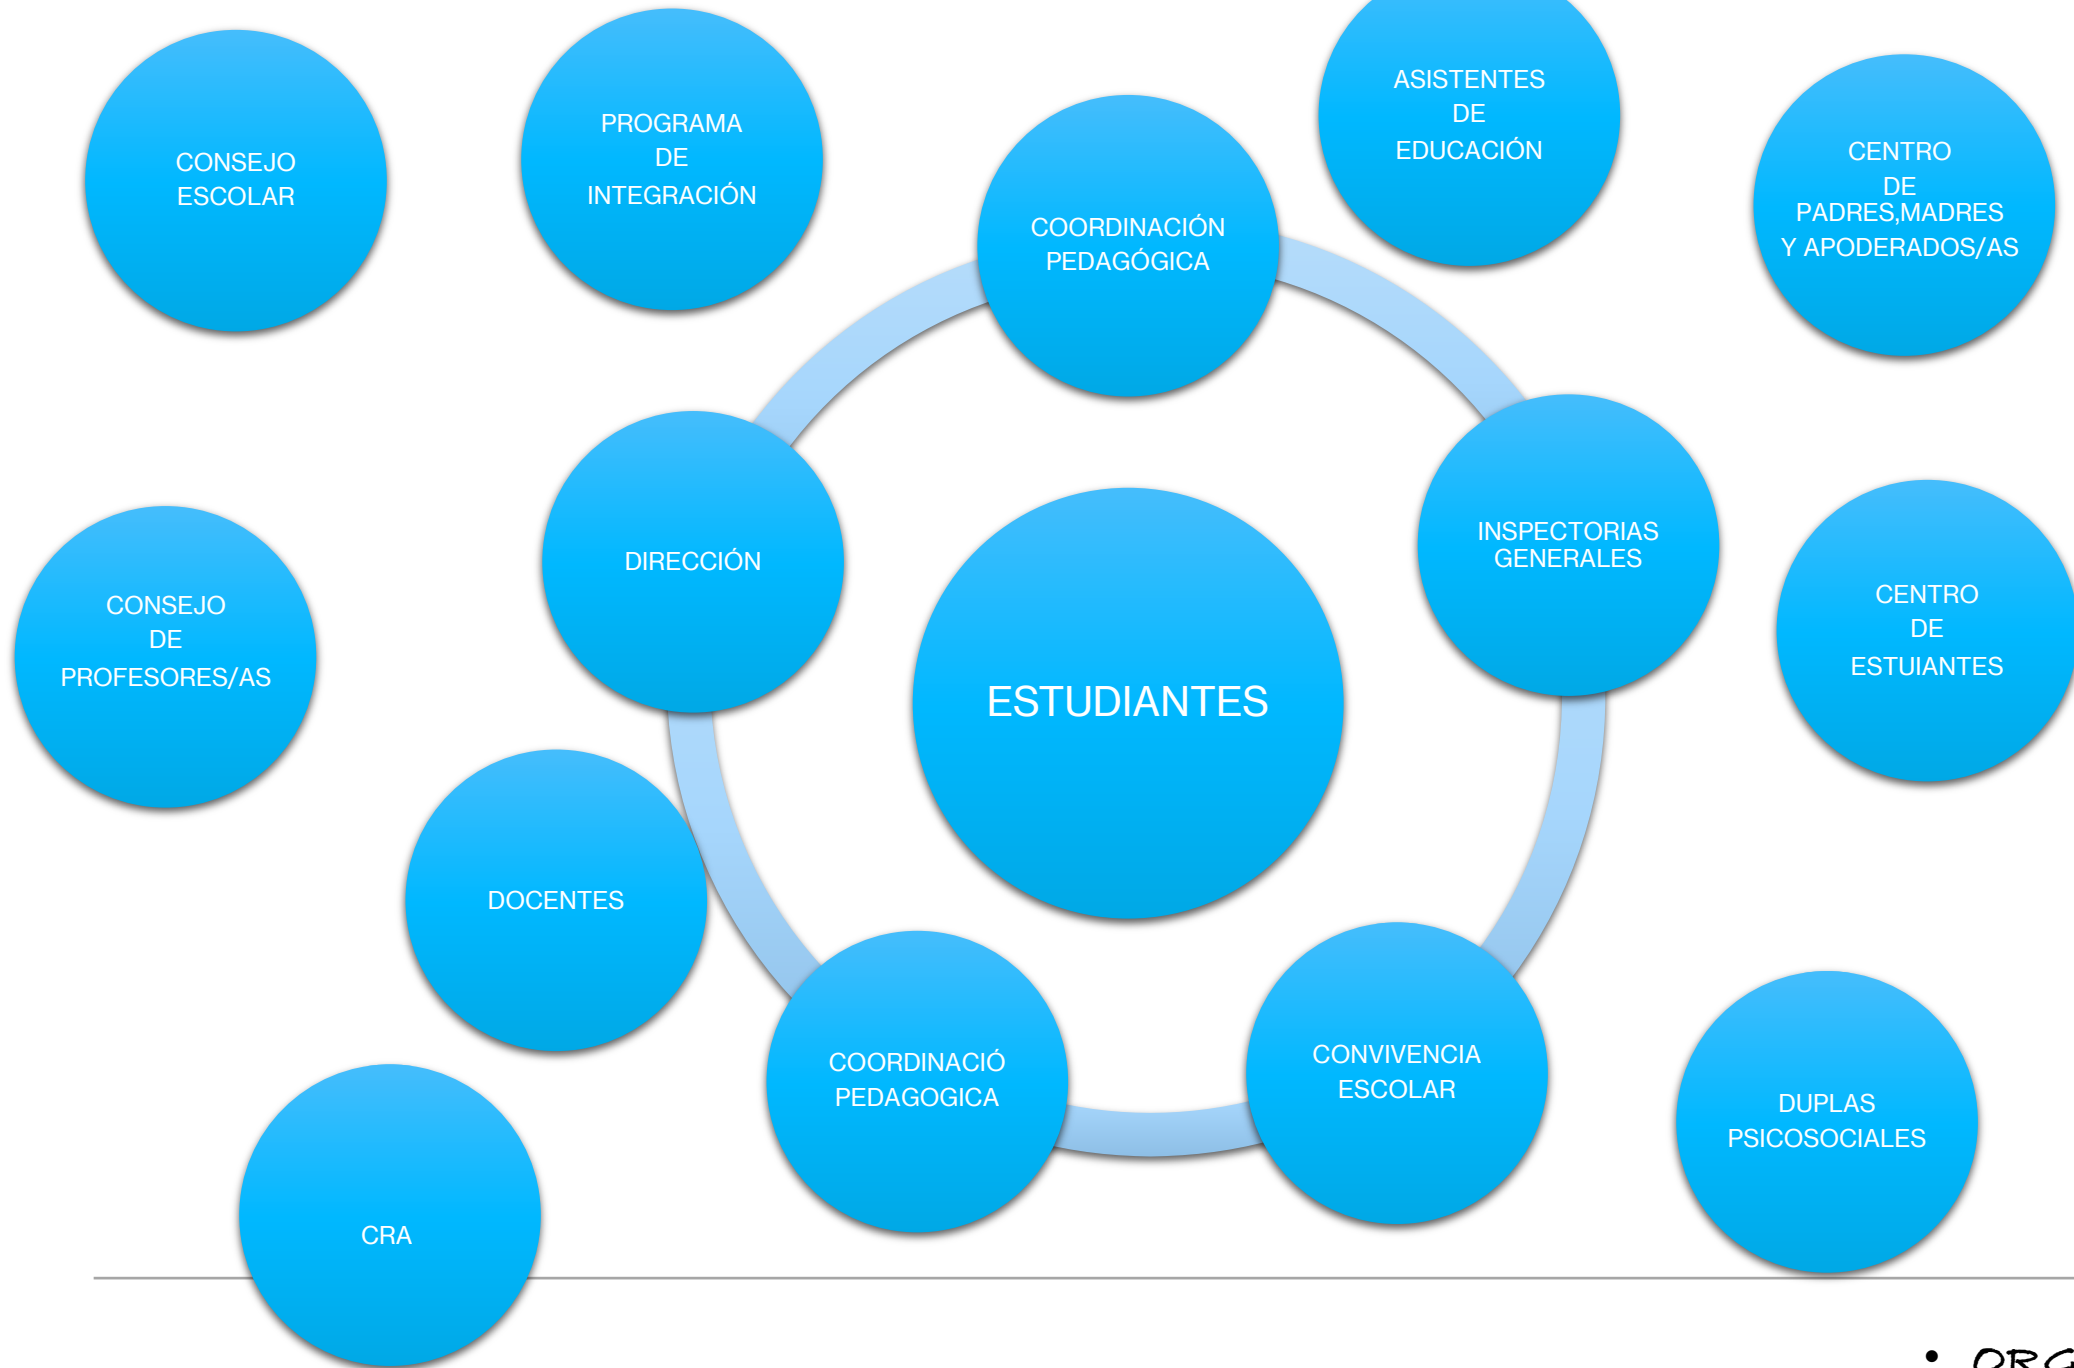 ASISTENTES
DE
EDUCACIÓN
PROGRAMA
DE
INTEGRACIÓN
CENTRO
DE
PADRES,MADRES
Y APODERADOS/AS
CONSEJO
ESCOLAR
COORDINACIÓN
PEDAGÓGICA
INSPECTORIAS
GENERALES
DIRECCIÓN
CENTRO
DE
ESTUIANTES
CONSEJO
DE
PROFESORES/AS
ESTUDIANTES
DOCENTES
COORDINACIÓ
PEDAGOGICA
CONVIVENCIA
ESCOLAR
DUPLAS
PSICOSOCIALES
CRA